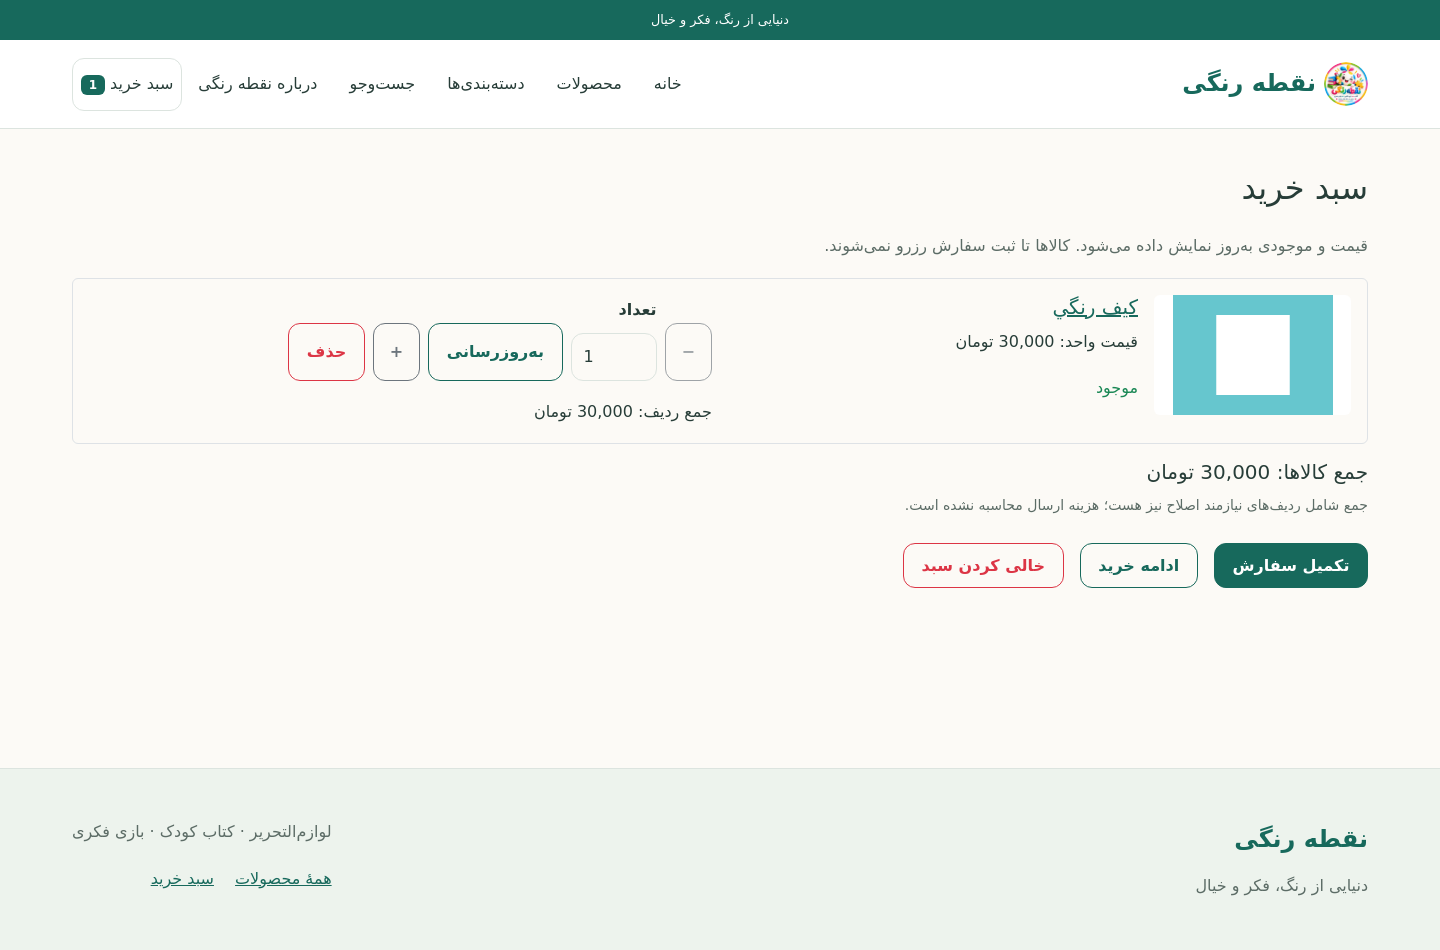 دنیایی از رنگ، فکر و خیال
نقطه رنگی
خانه
محصولات
دسته‌بندی‌ها
جست‌وجو
درباره نقطه رنگی
سبد خرید 1
سبد خرید
قیمت و موجودی به‌روز نمایش داده می‌شود. کالاها تا ثبت سفارش رزرو نمی‌شوند.
كيف رنگي
قیمت واحد: 30,000 تومان
موجود
تعداد
−
1
به‌روزرسانی
+
حذف
جمع ردیف: 30,000 تومان
جمع کالاها: 30,000 تومان
جمع شامل ردیف‌های نیازمند اصلاح نیز هست؛ هزینه ارسال محاسبه نشده است.
تکمیل سفارش
ادامه خرید
خالی کردن سبد
نقطه رنگی
دنیایی از رنگ، فکر و خیال
لوازم‌التحریر · کتاب کودک · بازی فکری
همهٔ محصولات
سبد خرید